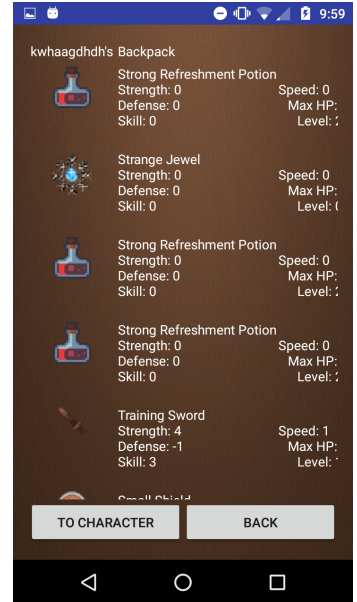 9:59
kwhaagdhdh's Backpack
Strong Refreshment Potion
Strength: 0 Speed: 0
Defense: 0 Max HP:
Skill: 0 Level:
Strange Jewel
Strength: 0 Speed: 0
Defense: 0 Max HP:
Skill: 0 Level:
Strong Refreshment Potion
Strength: 0 Speed: 0
Defense: 0 Max HP:
Skill: 0 Level:
Strong Refreshment Potion
Strength: 0 Speed: 0
Defense: 0 Max HP:
Skill: 0 Level:
Training Sword
Strength: 4 Speed: 1
Defense: -1 Max HP:
Skill: 3 Level:
Small Shield
TO CHARACTER BACK